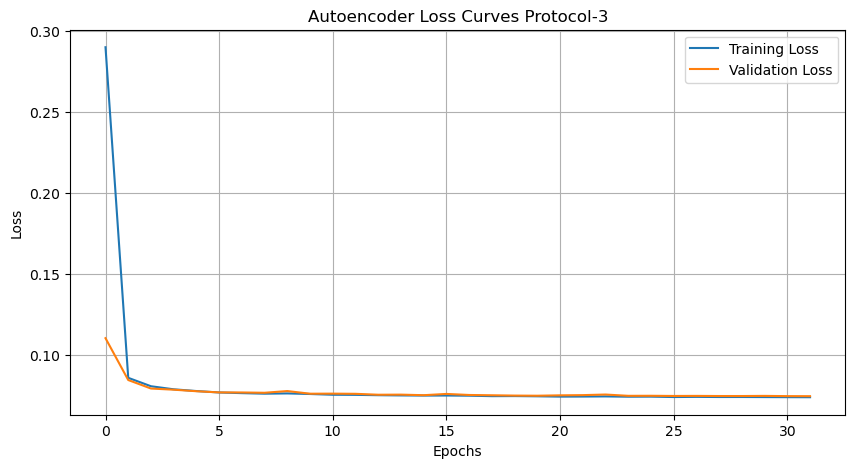 Autoencoder Loss Curves Protocol-3
Training Loss
Validation Loss
0.30
0.25
0.20
0.15
0.10
Loss
0 5 10 15 20 25 30
Epochs